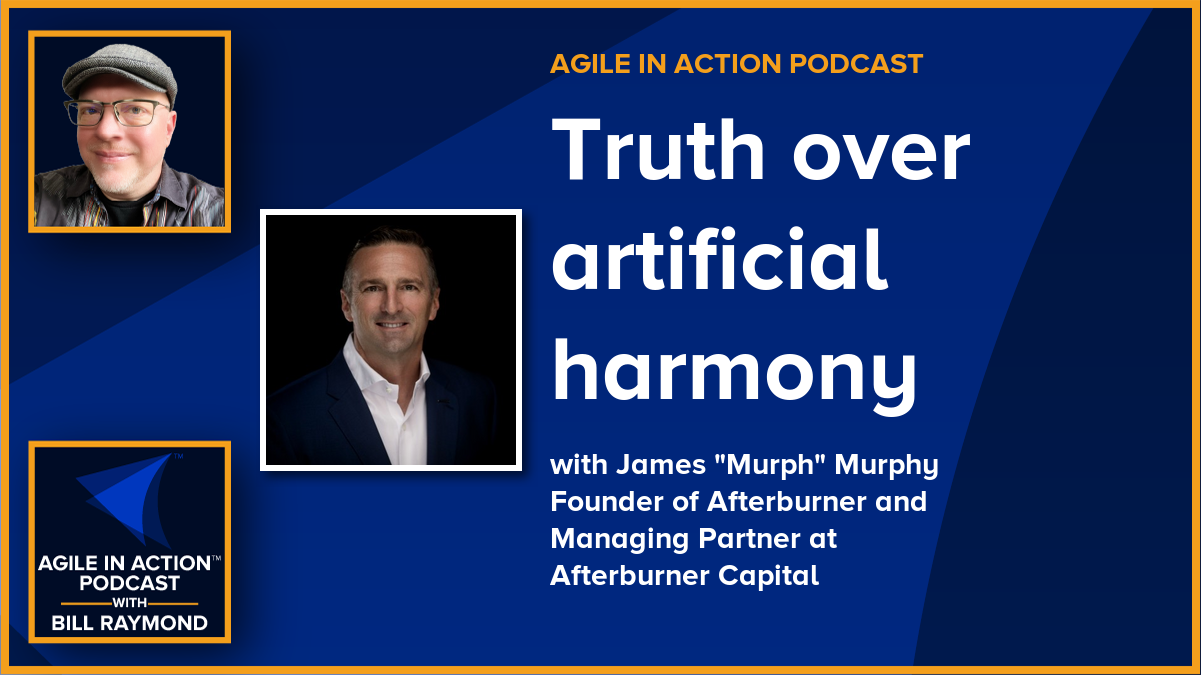 AGILE IN ACTION PODCAST
Truth over
artificial
harmony
with James "Murph" Murphy
Founder of Afterburner and
Managing Partner at
Afterburner Capital
TM
AGILE IN ACTION™
PODCAST
WITH
BILL RAYMOND